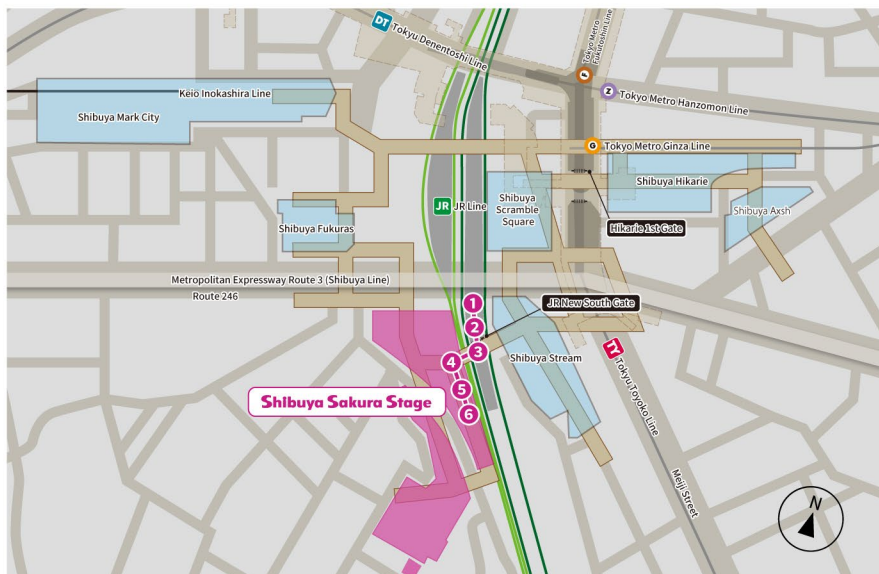 DT
Tokyu Denentoshi Line
Tokyo Metro
Fukutoshin Line
F
Z
Tokyo Metro Hanzomon Line
Keio Inokashira Line
Shibuya Mark City
G
Tokyo Metro Ginza Line
Shibuya Hikarie
JR
JR Line
Shibuya
Scramble
Square
Shibuya Fukuras
Hikarie 1st Gate
Shibuya Axsh
Metropolitan Expressway Route 3 (Shibuya Line)
Route 246
1
JR New South Gate
2
3
4
Shibuya Stream
TY
Tokyu Toyoko Line
5
Shibuya Sakura Stage
6
Meiji Street
N